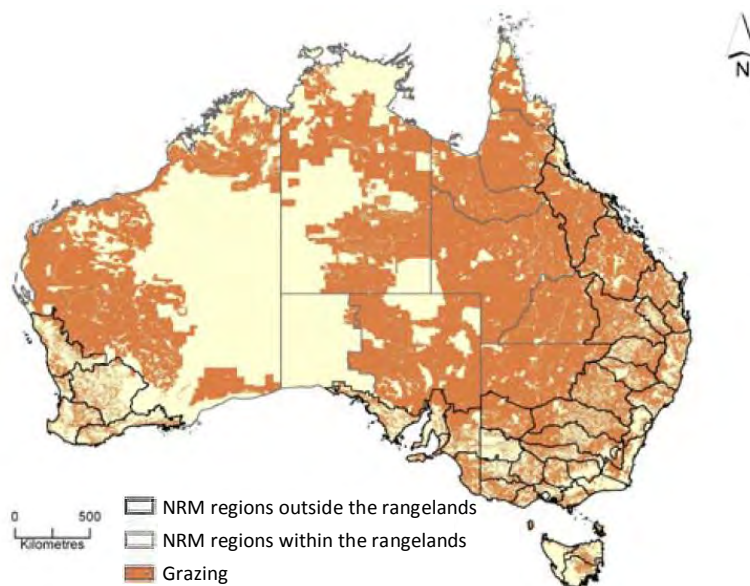 N
0 500
Kilometres
NRM regions outside the rangelands
NRM regions within the rangelands
Grazing